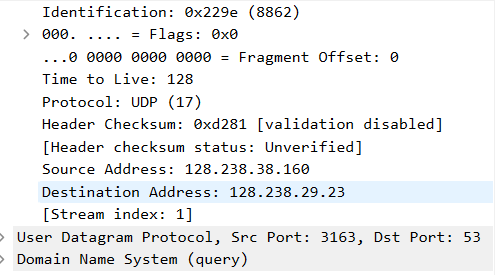 Identification: 0x229e (8862)
000. .... = Flags: 0x0
...0 0000 0000 0000 = Fragment Offset: 0
Time to Live: 128
Protocol: UDP (17)
Header Checksum: 0xd281 [validation disabled]
[Header checksum status: Unverified]
Source Address: 128.238.38.160
Destination Address: 128.238.29.23
[Stream index: 1]
User Datagram Protocol, Src Port: 3163, Dst Port: 53
Domain Name System (query)